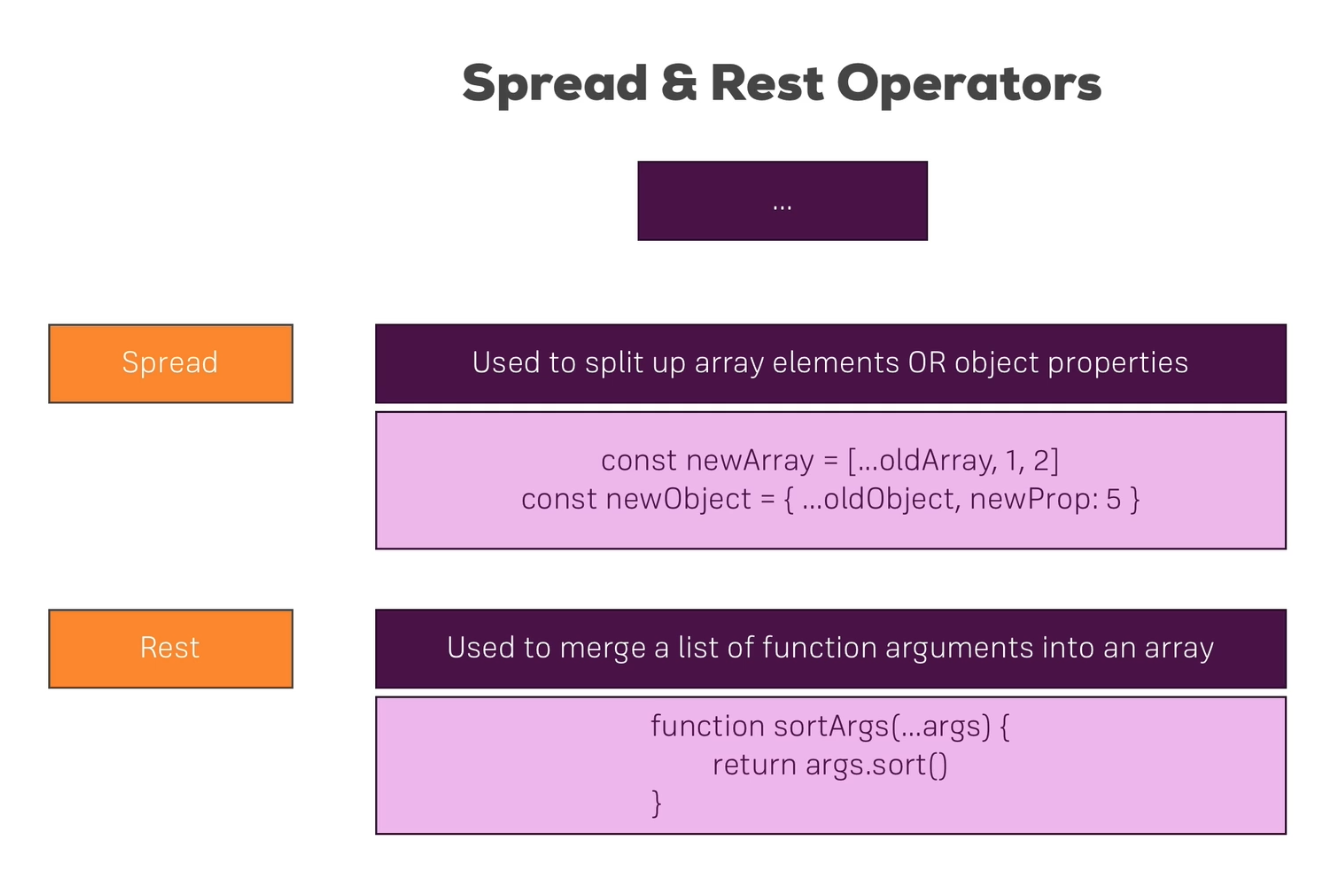 Spread & Rest Operators
...
Spread
Used to split up array elements OR object properties
const newArray = [...oldArray, 1, 2]
const newObject = { ...oldObject, newProp: 5 }
Rest
Used to merge a list of function arguments into an array
function sortArgs(...args) {
return args.sort()
}